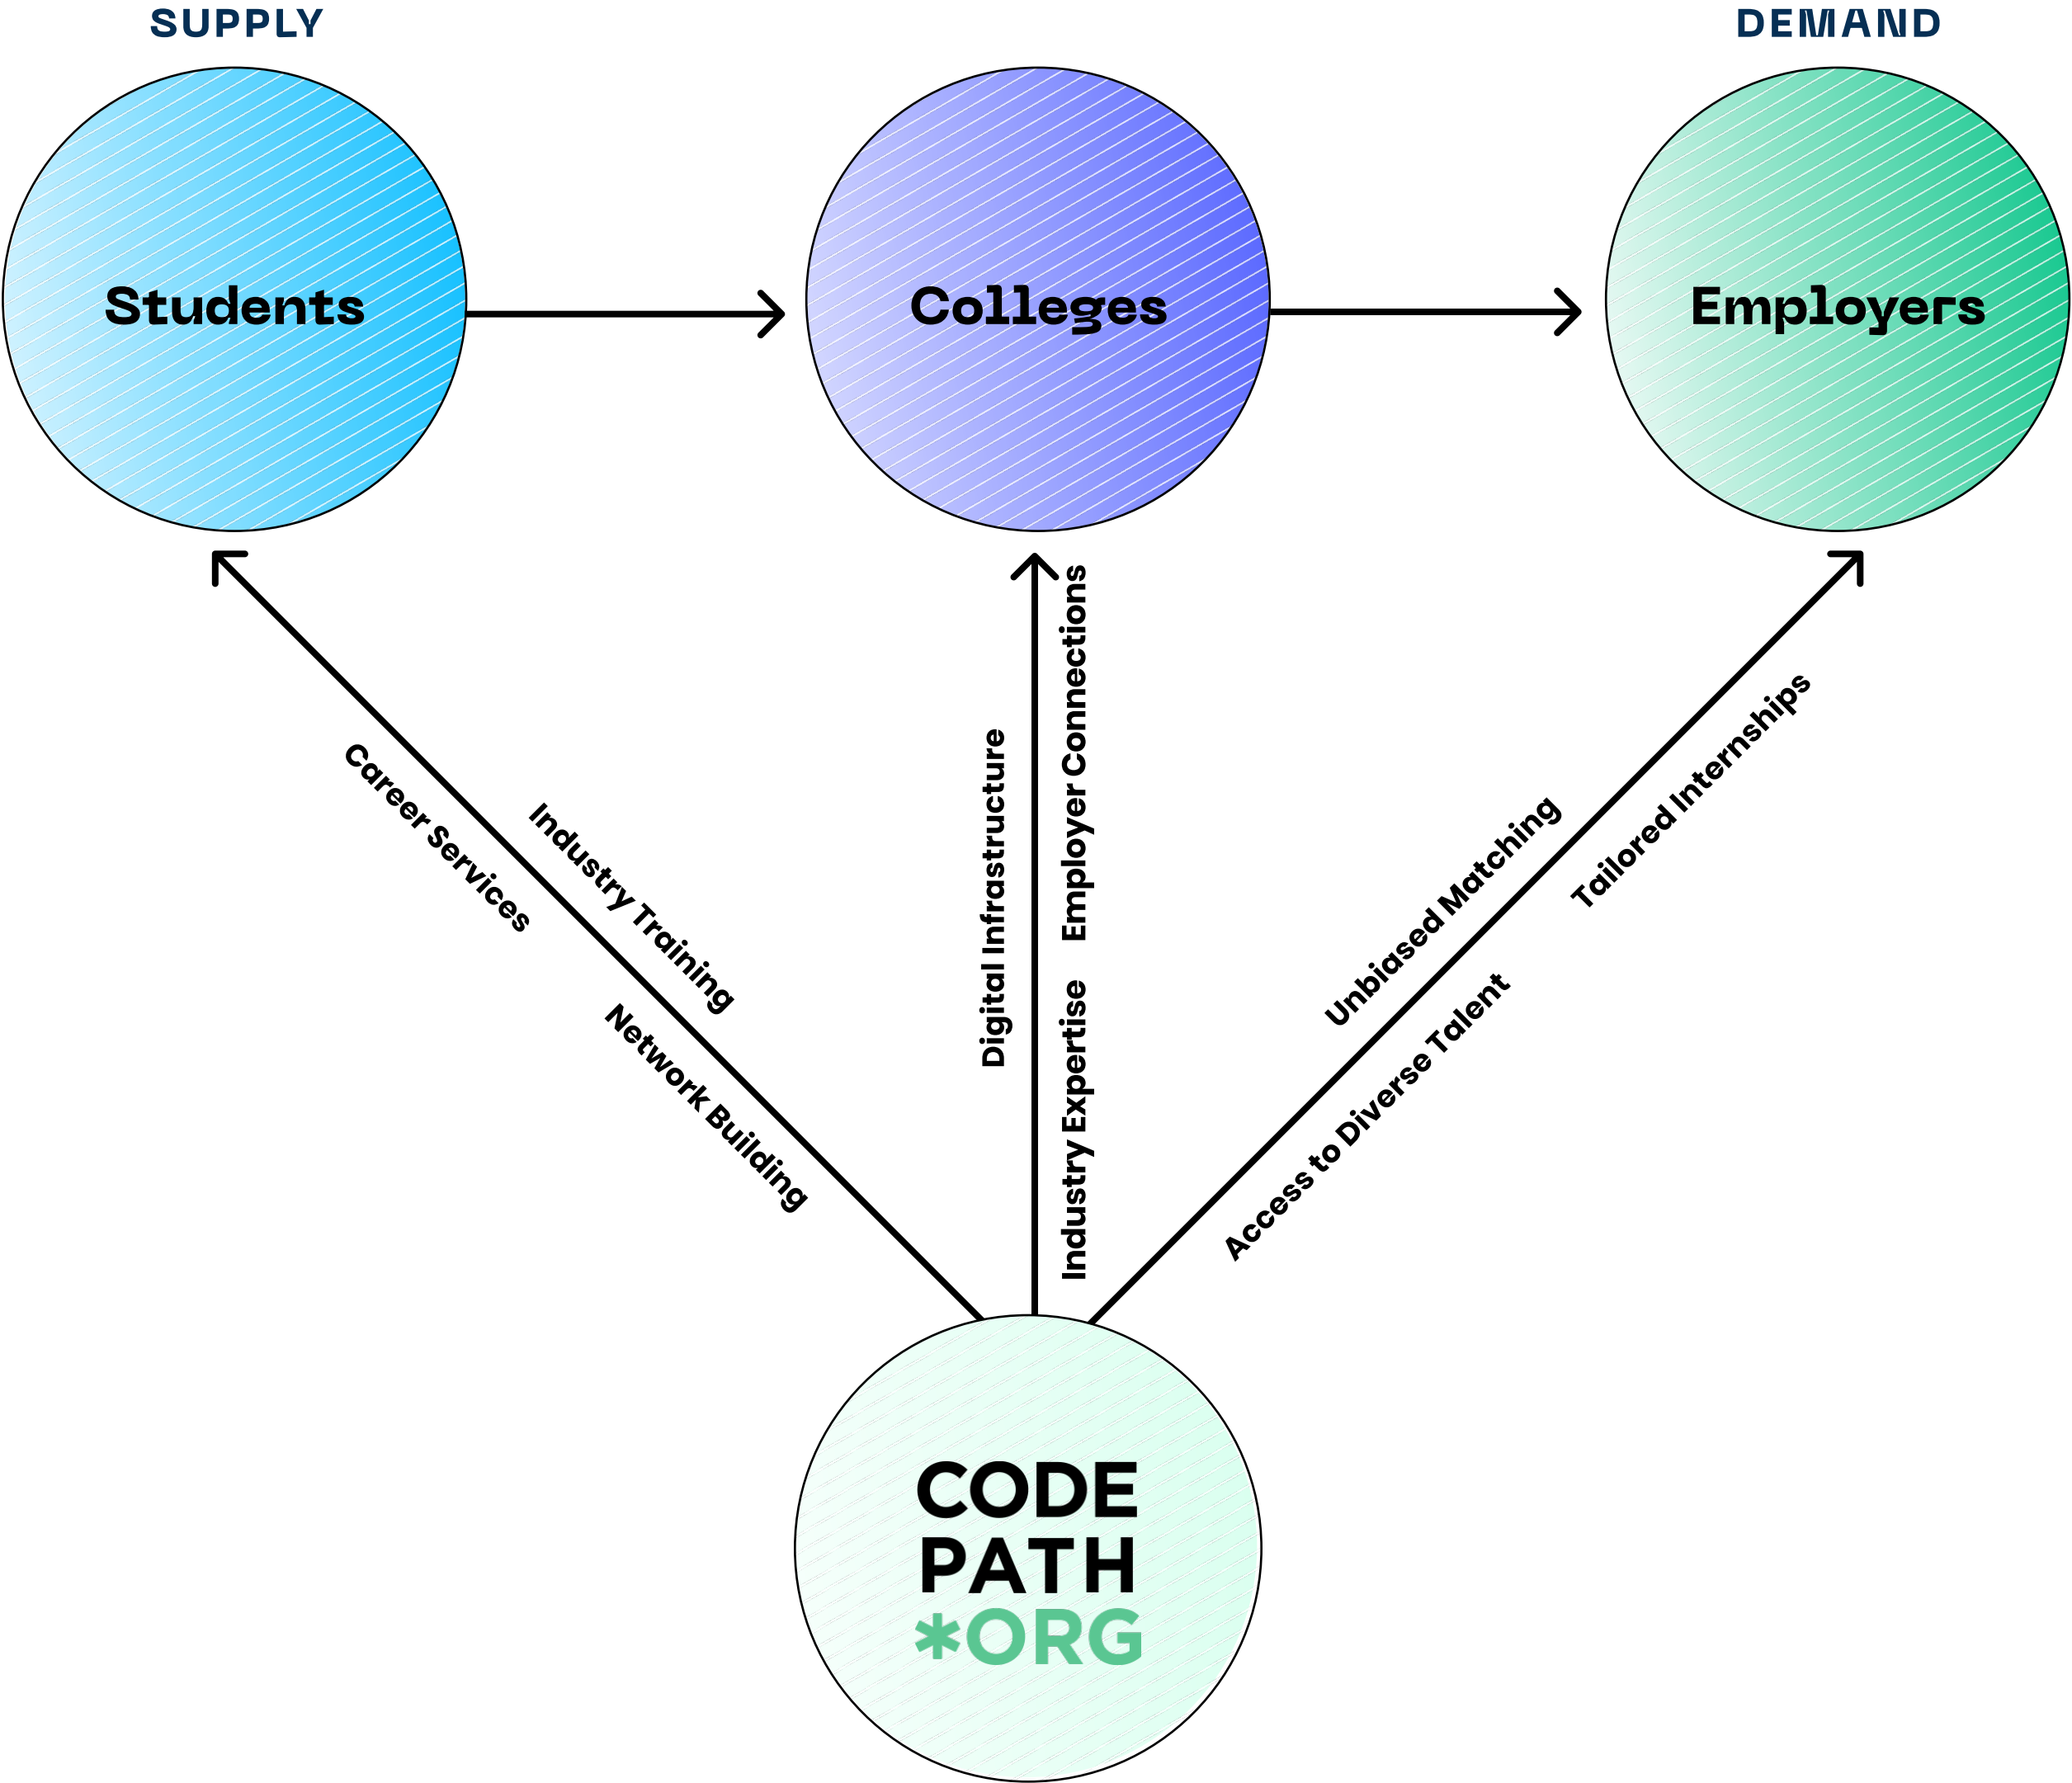 SUPPLY
DEMAND
Students
Colleges
Employers
Career Services
Industry Training
Network Building
Digital Infrastructure
Employer Connections
Industry Expertise
Unbiased Matching
Tailored Internships
Access to Diverse Talent
CODE
PATH
*ORG